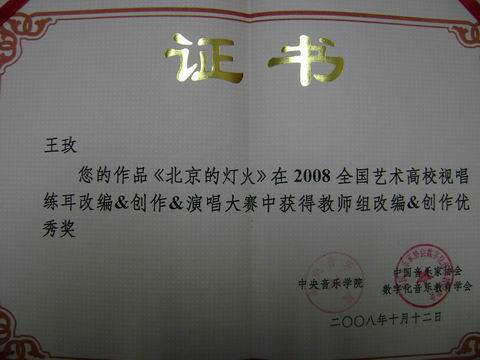 证书
王玫
您的作品《北京的灯火》在2008全国艺术高校视唱
练耳改编&创作&演唱大赛中获得教师组改编&创作优
秀奖
中央音乐学院
中国音乐家协会
数字化音乐教育学会
二〇〇八年十月十二日